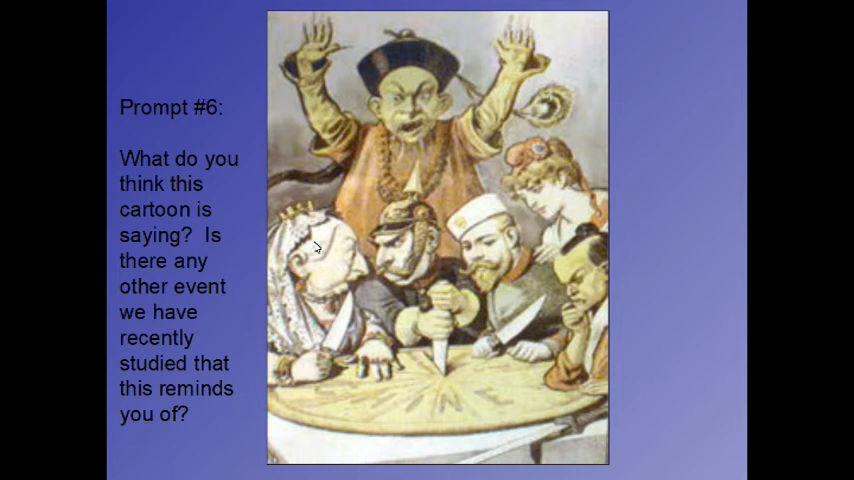 Prompt #6:
What do you
think this
cartoon is
saying?  Is
there any
other event
we have
recently
studied that
this reminds
you of?